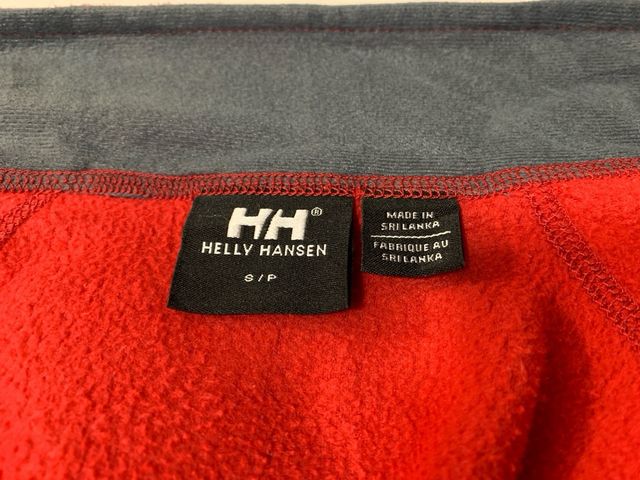 HH®
HELLY HANSEN
S/P
MADE IN
SRI LANKA
FABRIQUE AU
SRI LANKA